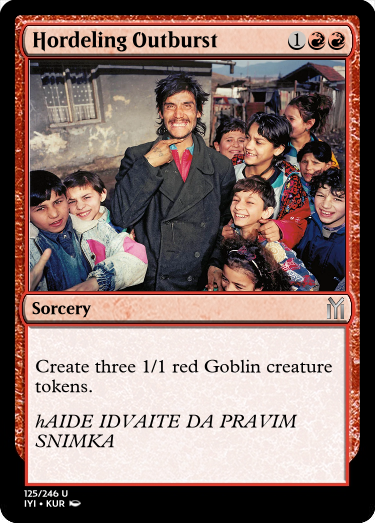 Hordeling Outburst 1
Sorcery
Create three 1/1 red Goblin creature
tokens.
hAIDE IDVAITE DA PRAVIM
SNIMKA
125/246 U
IYI • KUR